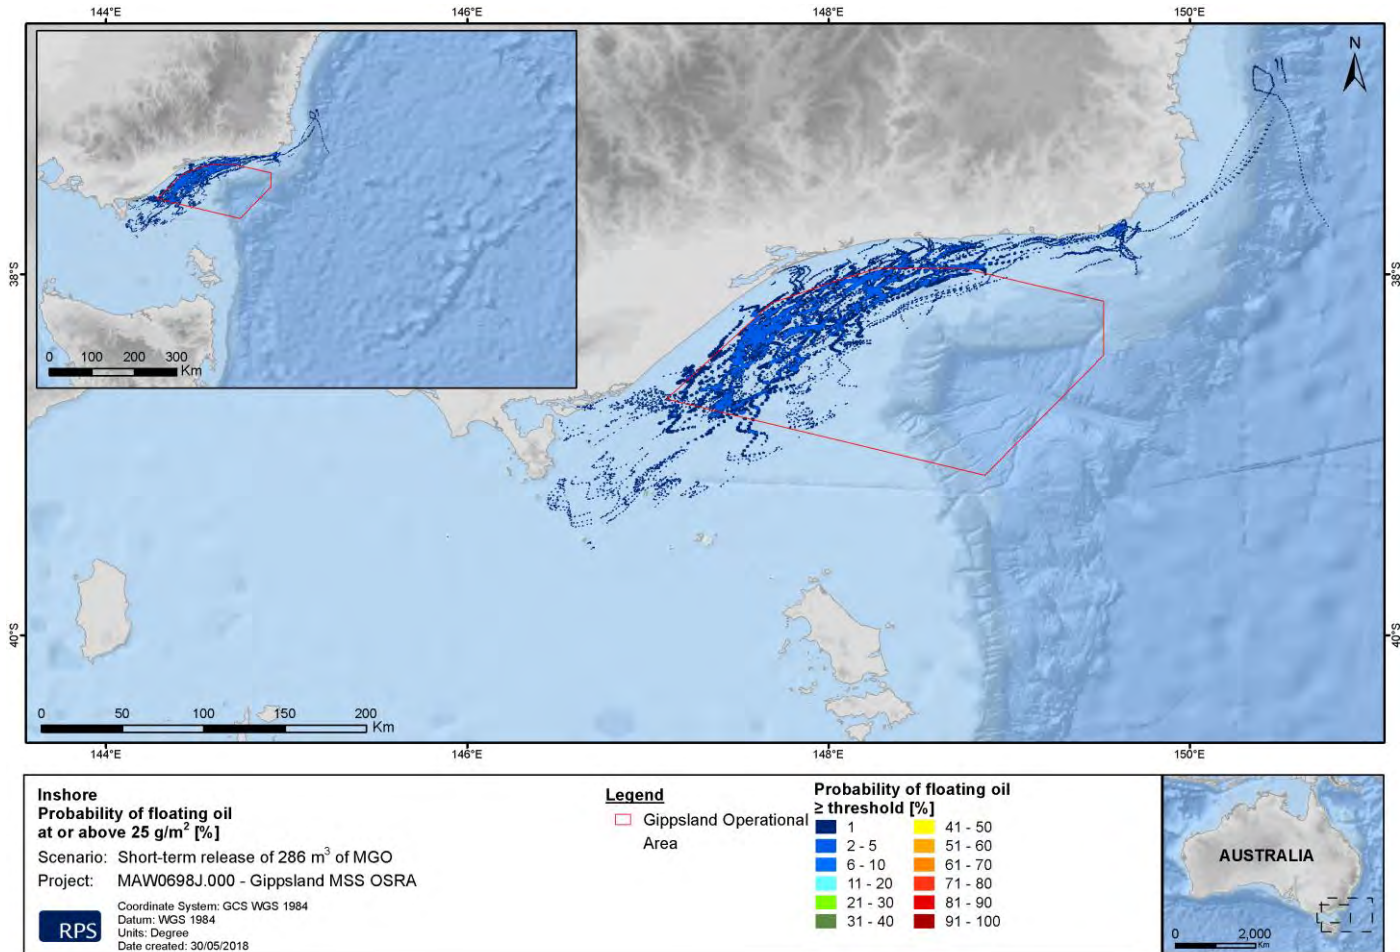 144°E 146°E 148°E 150°E
N
38°S
38°S
0 100 200 300
Km
40°S
40°S
0 50 100 150 200
Km
144°E 146°E 148°E 150°E
Inshore
Probability of floating oil
at or above 25 g/m² [%]
Scenario: Short-term release of 286 m³ of MGO
Project: MAW0698J.000 - Gippsland MSS OSRA
RPS
Coordinate System: GCS WGS 1984
Datum: WGS 1984
Units: Degree
Date created: 30/05/2018
Legend
Gippsland Operational
Area
Probability of floating oil
≥ threshold [%]
1
2 - 5
6 - 10
11 - 20
21 - 30
31 - 40
41 - 50
51 - 60
61 - 70
71 - 80
81 - 90
91 - 100
AUSTRALIA
0 2,000
Km